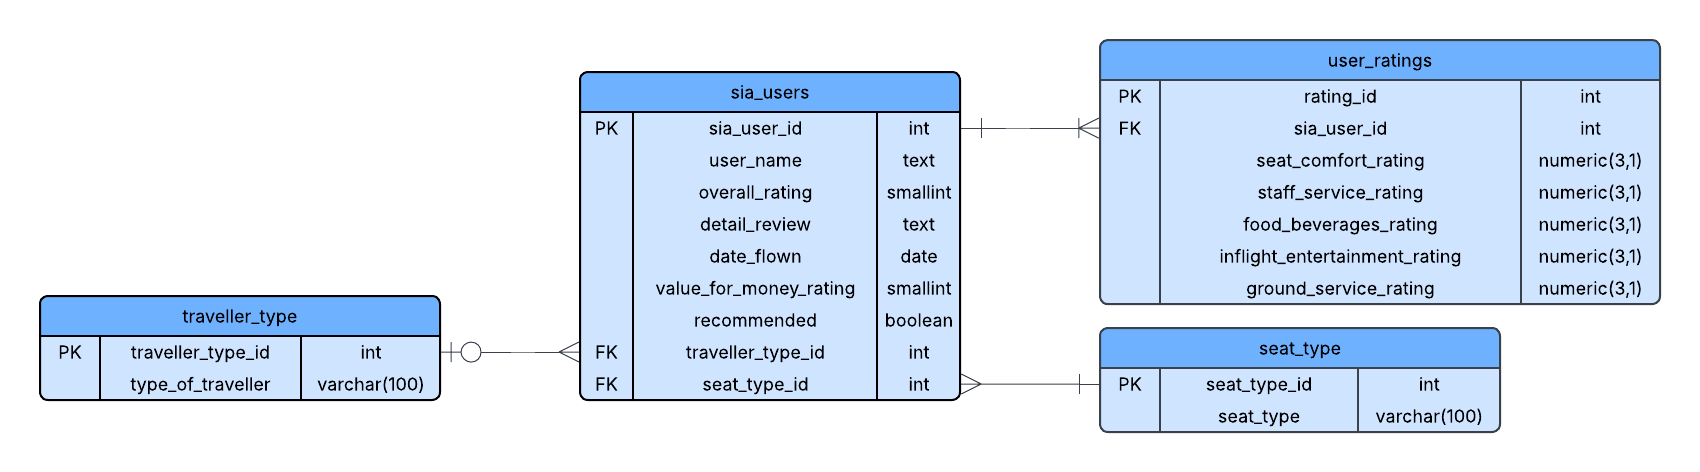 user_ratings
PK rating_id int
FK sia_user_id int
seat_comfort_rating numeric(3,1)
staff_service_rating numeric(3,1)
food_beverages_rating numeric(3,1)
inflight_entertainment_rating numeric(3,1)
ground_service_rating numeric(3,1)
sia_users
PK sia_user_id int
user_name text
overall_rating smallint
detail_review text
date_flown date
value_for_money_rating smallint
recommended boolean
FK traveller_type_id int
FK seat_type_id int
traveller_type
PK traveller_type_id int
type_of_traveller varchar(100)
seat_type
PK seat_type_id int
seat_type varchar(100)